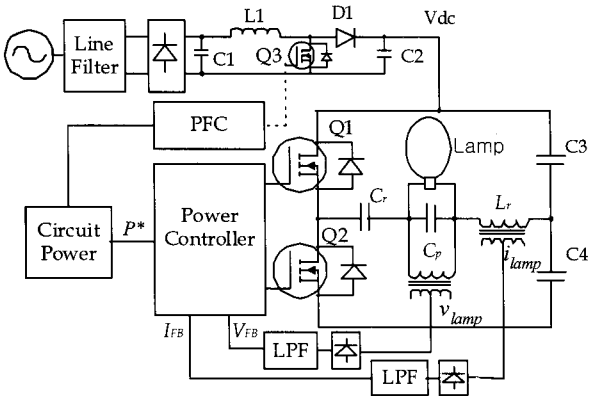 L1
D1
Vdc
Line
Filter
C1
Q3
C2
PFC
Q1
Lamp
C3
Cr
Lr
Circuit
Power
P*
Power
Controller
Q2
Cp
ilamp
C4
vlamp
IFB
VFB
LPF
LPF